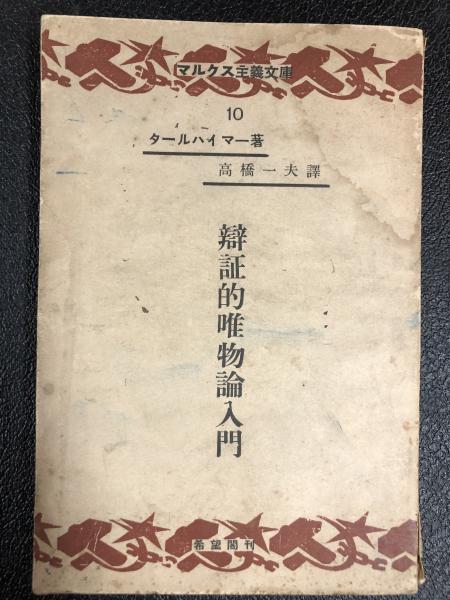 マルクス主義文庫
10
タールハイマー著
高橋一夫譯
辯証的唯物論入門
希望閣刊